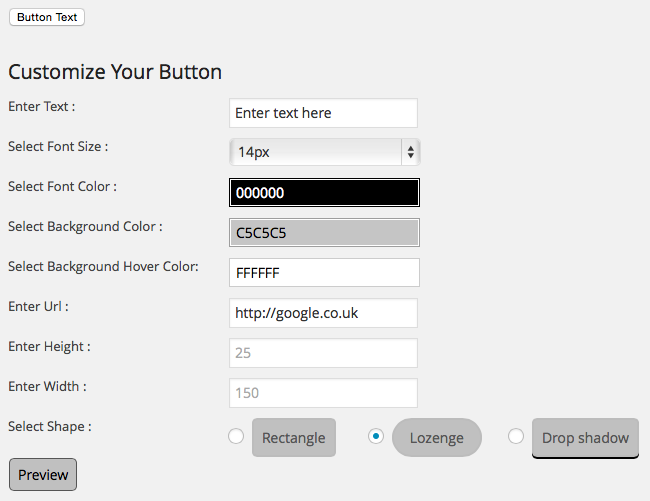 Button Text
Customize Your Button
Enter Text : Enter text here
Select Font Size : 14px
Select Font Color : 000000
Select Background Color : C5C5C5
Select Background Hover Color: FFFFFF
Enter Url : http://google.co.uk
Enter Height : 25
Enter Width : 150
Select Shape : Rectangle Lozenge Drop shadow
Preview